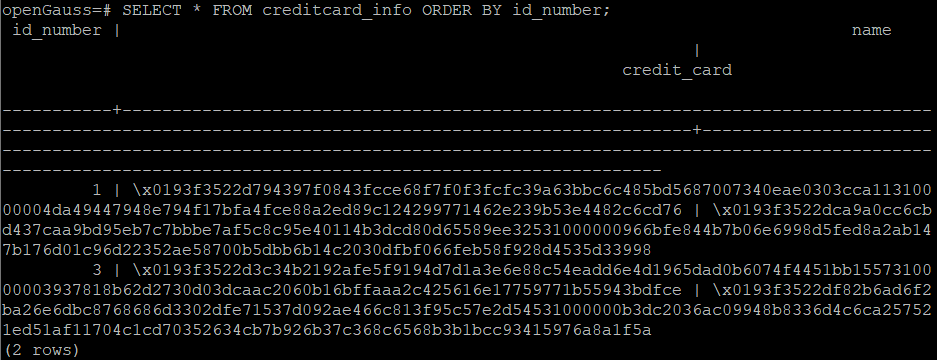 openGauss=# SELECT * FROM creditcard_info ORDER BY id_number;
id_number | name
|
credit_card
-----------+---------------------------------------------------------------------------------
---------------------------------------------------------------------+-----------------------
---------------------------------------------------------------------------------------------
------------------------------------------------------------------
1 | \x0193f3522d794397f0843fcce68f7f0f3fcfc39a63bbc6c485bd5687007340eae0303cca113100
00004da49447948e794f17bfa4fce88a2ed89c124299771462e239b53e4482c6cd76 | \x0193f3522dca9a0cc6cb
d437caa9bd95eb7c7bbbe7af5c8c95e40114b3dcd80d65589ee32531000000966bfe844b7b06e6998d5fed8a2ab14
7b176d01c96d22352ae58700b5dbb6b14c2030dfbf066feb58f928d4535d33998
3 | \x0193f3522d3c34b2192afe5f9194d7d1a3e6e88c54eadd6e4d1965dad0b6074f4451bb15573100
00003937818b62d2730d03dcaac2060b16bffaaa2c425616e17759771b55943bdfce | \x0193f3522df82b6ad6f2
ba26e6dbc8768686d3302dfe71537d092ae466c813f95c57e2d54531000000b3dc2036ac09948b8336d4c6ca25752
1ed51af11704c1cd70352634cb7b926b37c368c6568b3b1bcc93415976a8a1f5a
(2 rows)